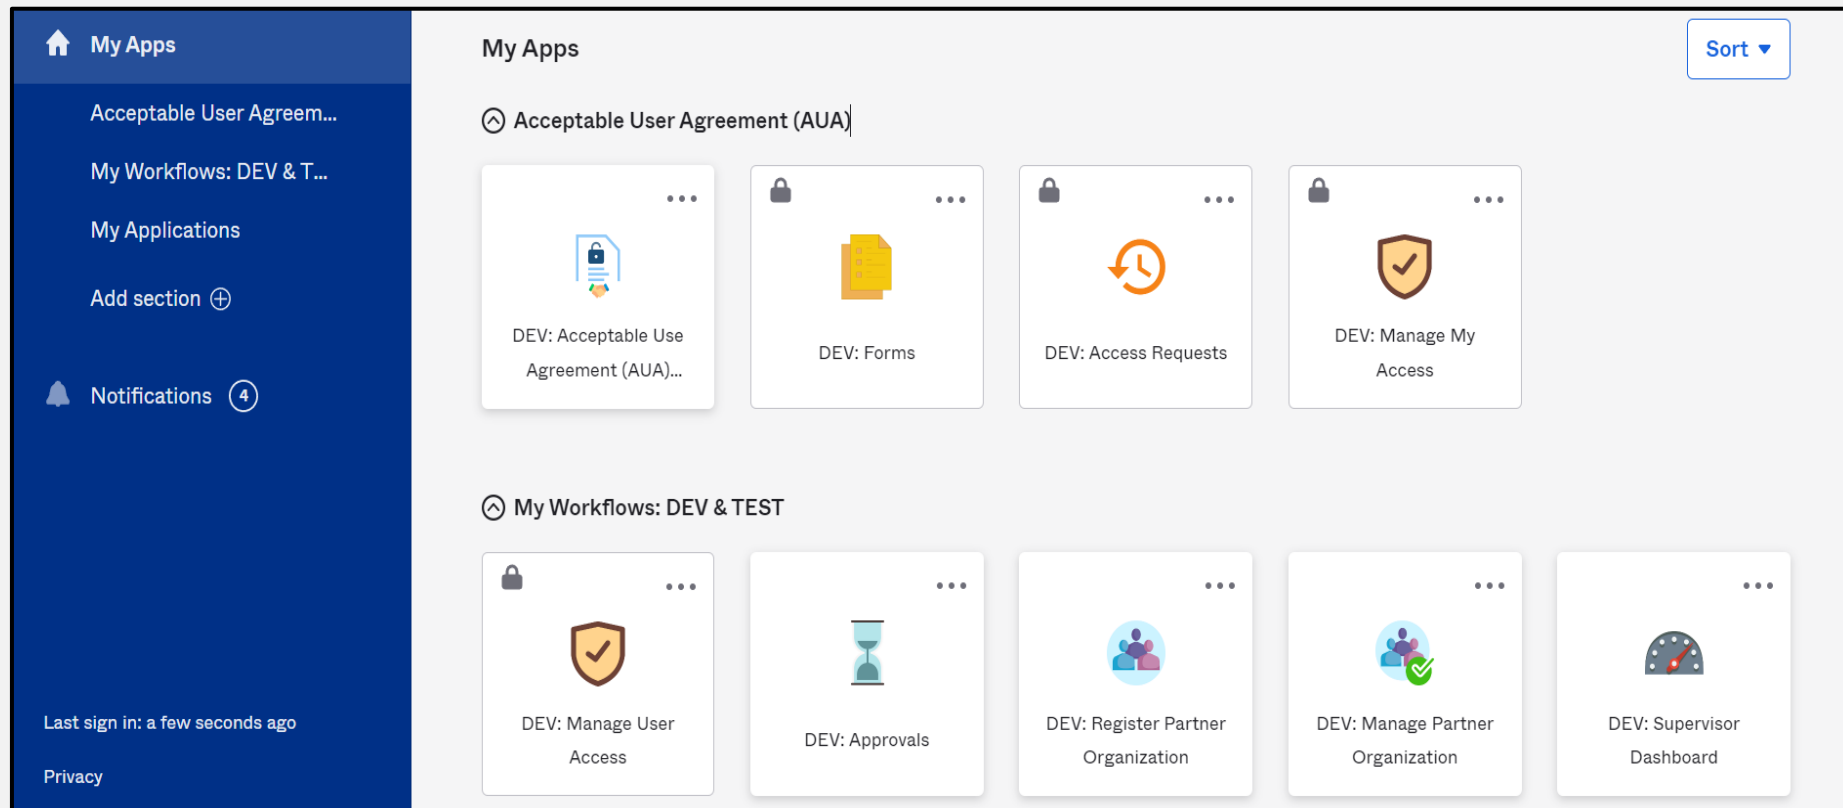 My Apps
Acceptable User Agreem...
My Workflows: DEV & T...
My Applications
Add section
Notifications 4
Last sign in: a few seconds ago
Privacy
My Apps
Sort
Acceptable User Agreement (AUA)
DEV: Acceptable Use
Agreement (AUA)...
DEV: Forms
DEV: Access Requests
DEV: Manage My
Access
My Workflows: DEV & TEST
DEV: Manage User
Access
DEV: Approvals
DEV: Register Partner
Organization
DEV: Manage Partner
Organization
DEV: Supervisor
Dashboard